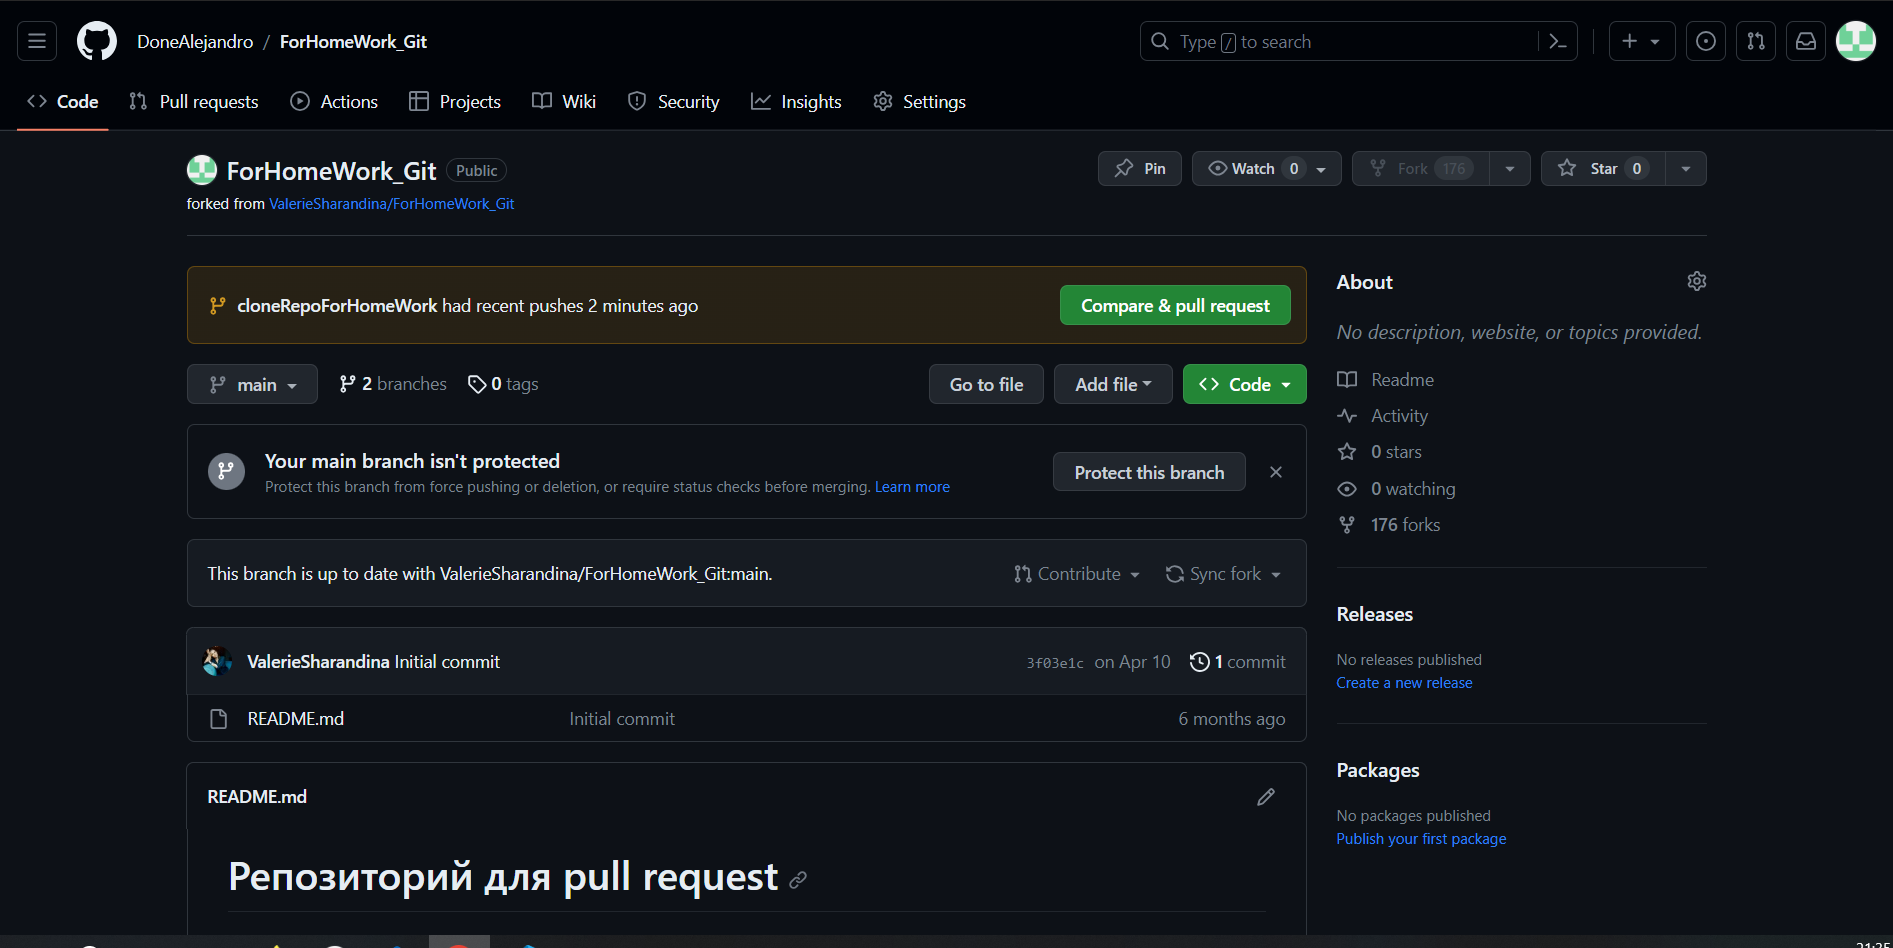 DoneAlejandro / ForHomeWork_Git
Type / to search
Code Pull requests Actions Projects Wiki Security Insights Settings
ForHomeWork_Git Public
Pin Watch 0 Fork 176 Star 0
forked from ValerieSharandina/ForHomeWork_Git
cloneRepoForHomeWork had recent pushes 2 minutes ago
Compare & pull request
main 2 branches 0 tags
Go to file Add file Code
Your main branch isn't protected
Protect this branch from force pushing or deletion, or require status checks before merging. Learn more
Protect this branch
This branch is up to date with ValerieSharandina/ForHomeWork_Git:main.
Contribute Sync fork
ValerieSharandina Initial commit 3f03e1c on Apr 10 1 commit
README.md Initial commit 6 months ago
README.md
Репозиторий для pull request
About
No description, website, or topics provided.
Readme
Activity
0 stars
0 watching
176 forks
Releases
No releases published
Create a new release
Packages
No packages published
Publish your first package